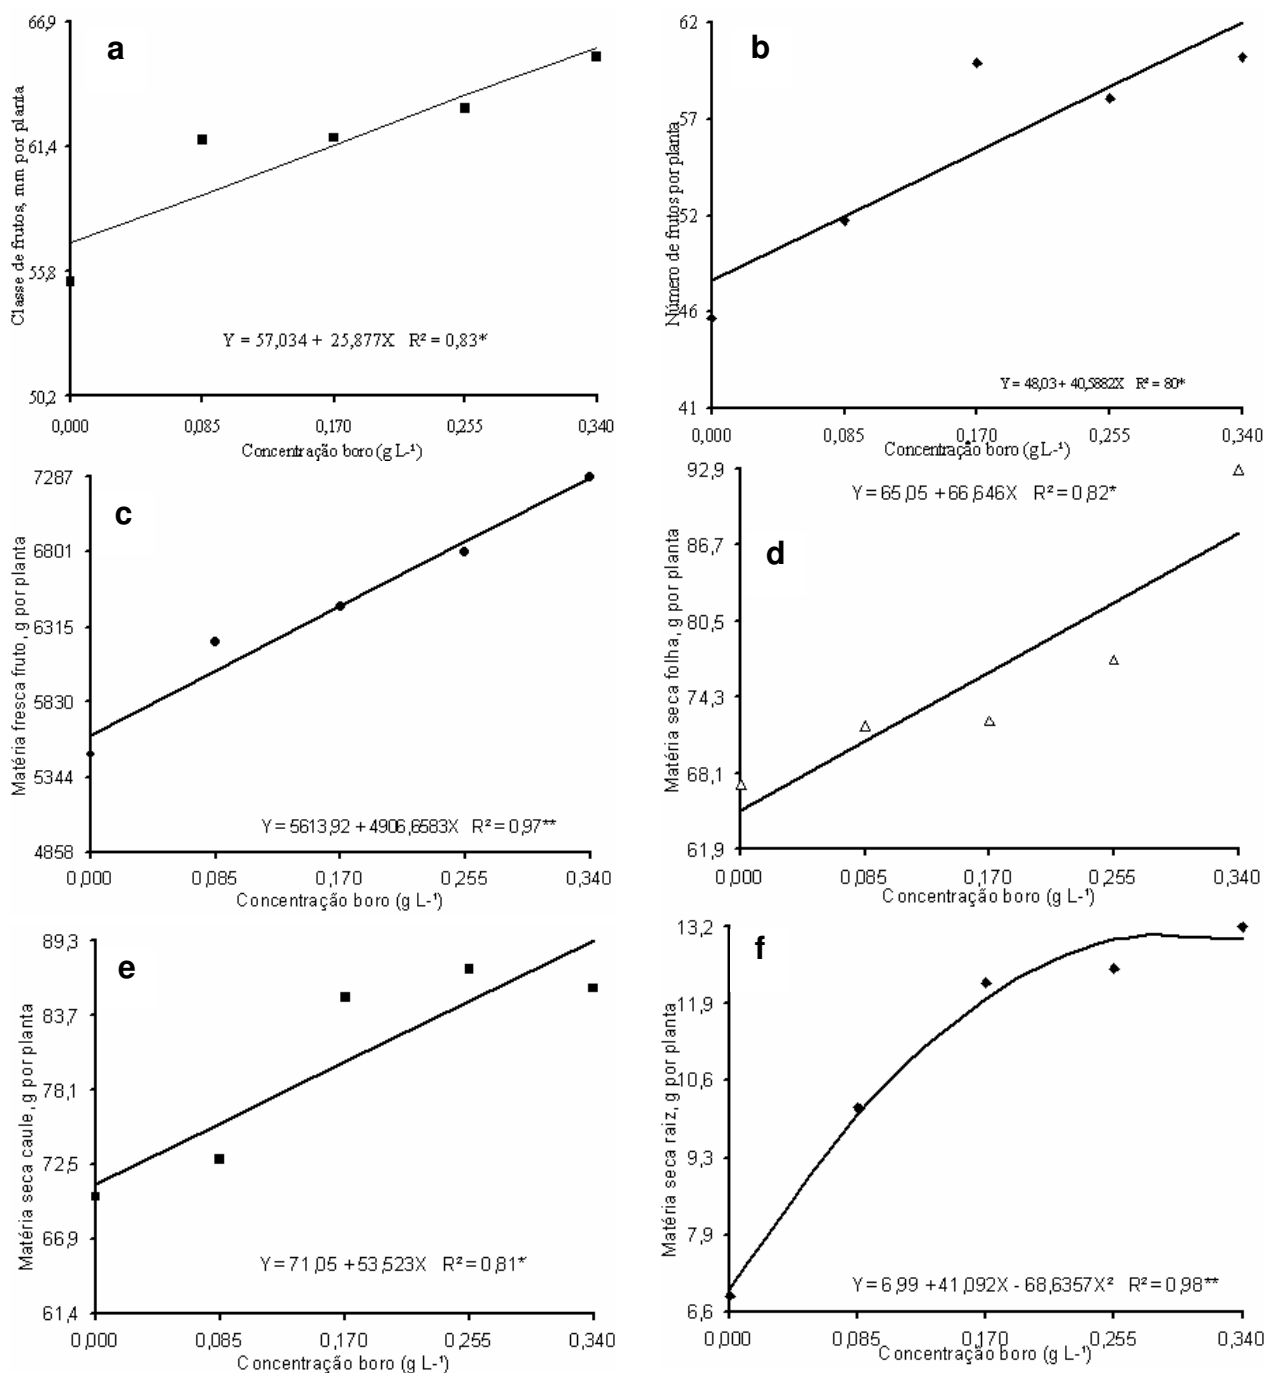 a
66,9
61,4
55,8
50,2
Classe de frutos, mm por planta
Y = 57,034 + 25,877X R² = 0,83*
0,000 0,085 0,170 0,255 0,340
Concentração boro (g L-¹)
b
62
57
52
46
41
Número de frutos por planta
Y = 48,03 + 40,5882X R² = 80*
0,000 0,085 0,170 0,255 0,340
Concentração boro (g L-¹)
c
7287
6801
6315
5830
5344
4858
Matéria fresca fruto, g por planta
Y = 5613,92 + 4906,6583X R² = 0,97**
0,000 0,085 0,170 0,255 0,340
Concentração boro (g L-¹)
d
92,9
86,7
80,5
74,3
68,1
61,9
Matéria seca folha, g por planta
Y = 65,05 + 66,646X R² = 0,82*
0,000 0,085 0,170 0,255 0,340
Concentração boro (g L-¹)
e
89,3
83,7
78,1
72,5
66,9
61,4
Matéria seca caule, g por planta
Y = 71,05 + 53,523X R² = 0,81*
0,000 0,085 0,170 0,255 0,340
Concentração boro (g L-¹)
f
13,2
11,9
10,6
9,3
7,9
6,6
Matéria seca raiz, g por planta
Y = 6,99 + 41,092X - 68,6357X² R² = 0,98**
0,000 0,085 0,170 0,255 0,340
Concentração boro (g L-¹)